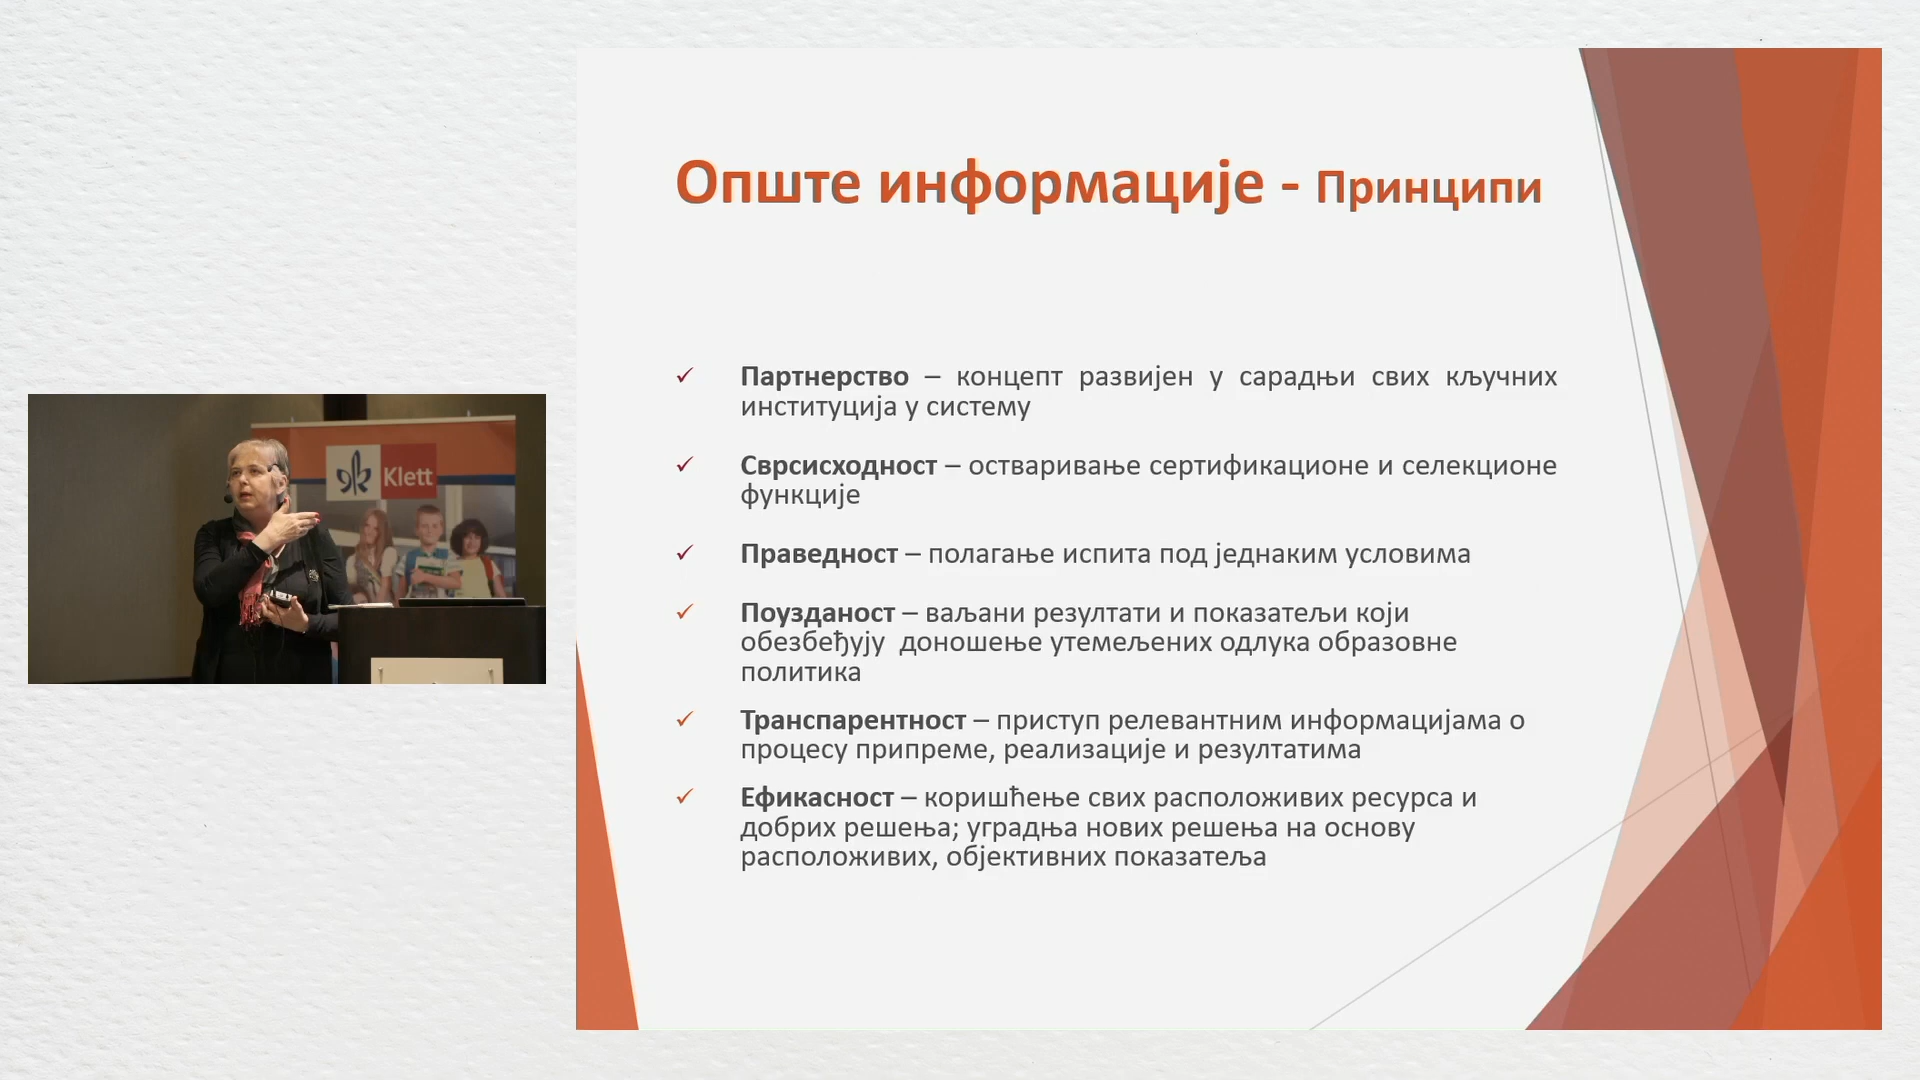 Опште информације - Принципи
Партнерство – концепт развијен у сарадњи свих кључних
институција у систему
Сврсисходност – остваривање сертификационе и селекционе
функције
Праведност – полагање испита под једнаким условима
Поузданост – ваљани резултати и показатељи који
обезбеђују доношење утемељених одлука образовне
политика
Транспарентност – приступ релевантним информацијама о
процесу припреме, реализације и резултатима
Ефикасност – коришћење свих расположивих ресурса и
добрих решења; уградња нових решења на основу
расположивих, објективних показатеља
Klett